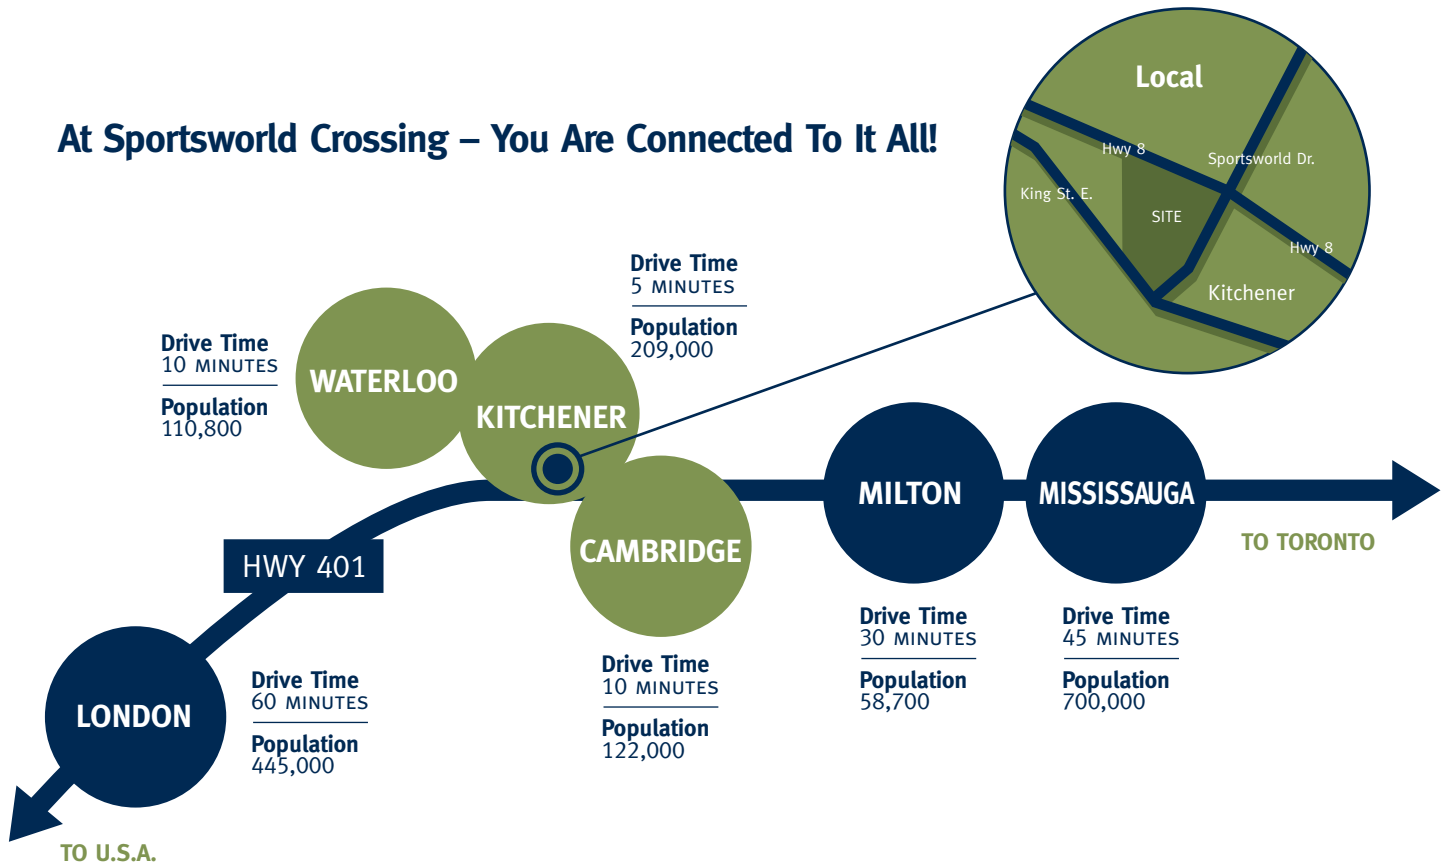 At Sportsworld Crossing – You Are Connected To It All!
Local
Hwy 8
Sportsworld Dr.
King St. E.
SITE
Hwy 8
Kitchener
Drive Time
5 MINUTES
Population
209,000
Drive Time
10 MINUTES
Population
110,800
WATERLOO
KITCHENER
CAMBRIDGE
MILTON
MISSISSAUGA
TO TORONTO
HWY 401
Drive Time
30 MINUTES
Population
58,700
Drive Time
45 MINUTES
Population
700,000
Drive Time
10 MINUTES
Population
122,000
LONDON
Drive Time
60 MINUTES
Population
445,000
TO U.S.A.